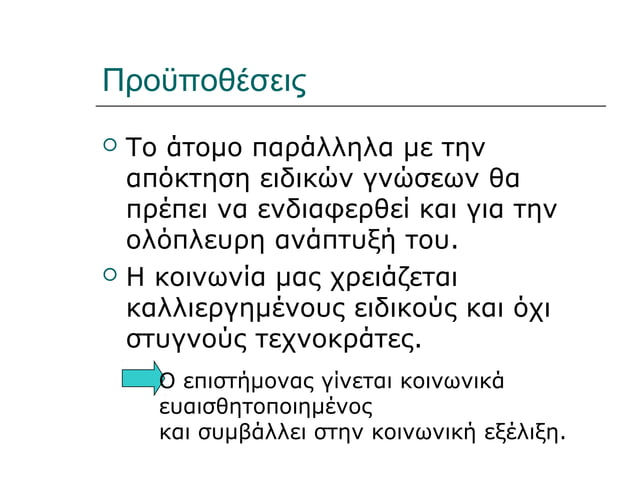 Προϋποθέσεις
Το άτομο παράλληλα με την
απόκτηση ειδικών γνώσεων θα
πρέπει να ενδιαφερθεί και για την
ολόπλευρη ανάπτυξή του.
Η κοινωνία μας χρειάζεται
καλλιεργημένους ειδικούς και όχι
στυγνούς τεχνοκράτες.
Ο επιστήμονας γίνεται κοινωνικά
ευαισθητοποιημένος
και συμβάλλει στην κοινωνική εξέλιξη.